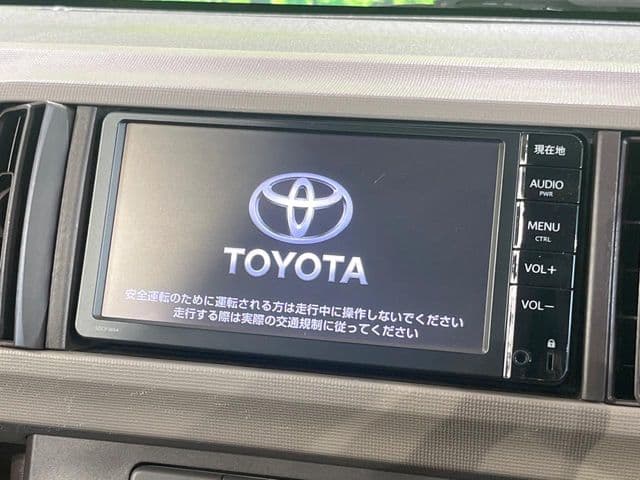 TOYOTA
安全運転のために運転される方は走行中に操作しないでください
走行する際は実際の交通規制に従ってください
現在地
AUDIO
PWR
MENU
CTRL
VOL+
VOL−